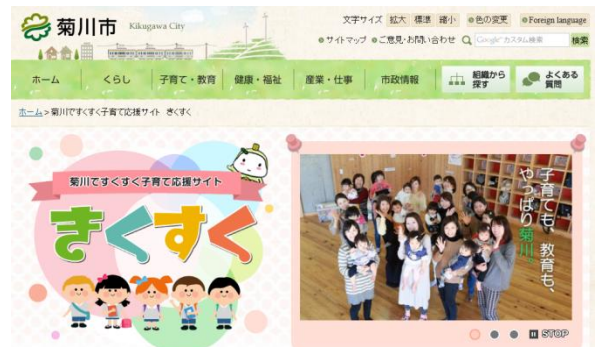 菊川市 Kikugawa City
文字サイズ 拡大 標準 縮小 色の変更 Foreign language
サイトマップ ご意見・お問い合わせ Google カスタム検索 検索
ホーム くらし 子育て・教育 健康・福祉 産業・仕事 市政情報 組織から探す よくある質問
ホーム > 菊川ですくすく子育て応援サイト きくすく
菊川ですくすく子育て応援サイト
きくすく
子育ても、教育も、
やっぱり菊川。
STOP